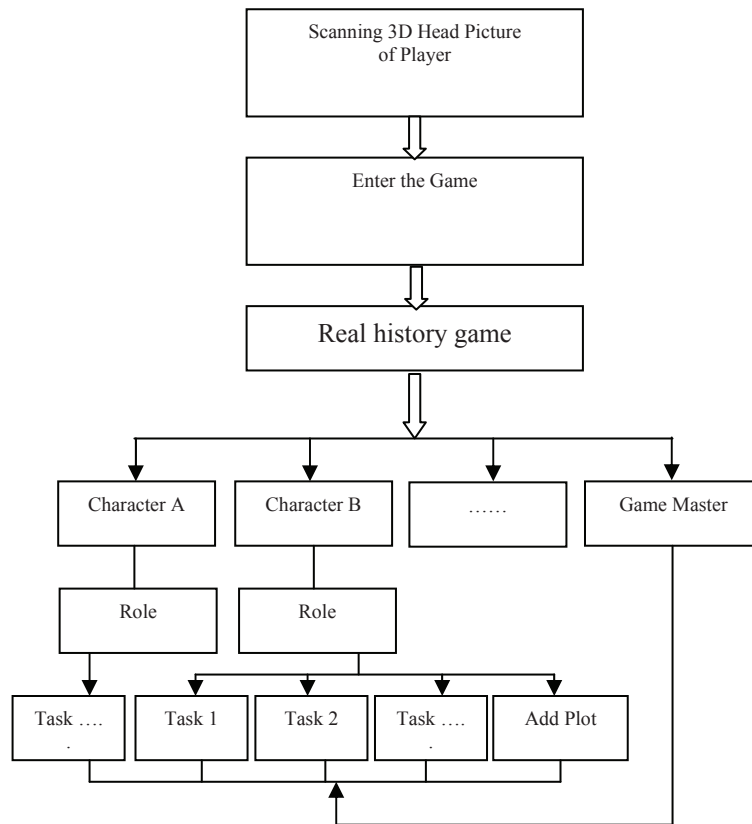 Scanning 3D Head Picture
of Player
Enter the Game
Real history game
Character A
Character B
……
Game Master
Role
Role
Task ….
.
Task 1
Task 2
Task ….
.
Add Plot